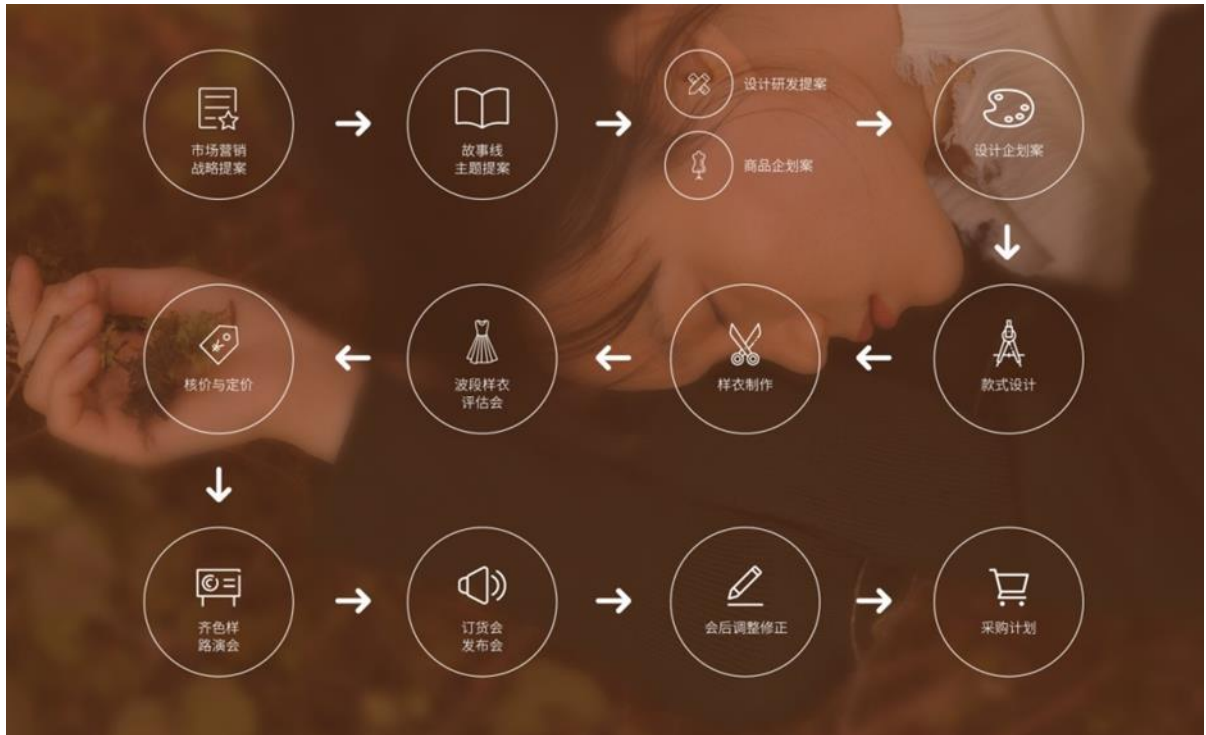 市场营销
战略提案
故事线
主题提案
设计研发提案
商品企划案
设计企划案
款式设计
样衣制作
波段样衣
评估会
核价与定价
齐色样
路演会
订货会
发布会
会后调整修正
采购计划